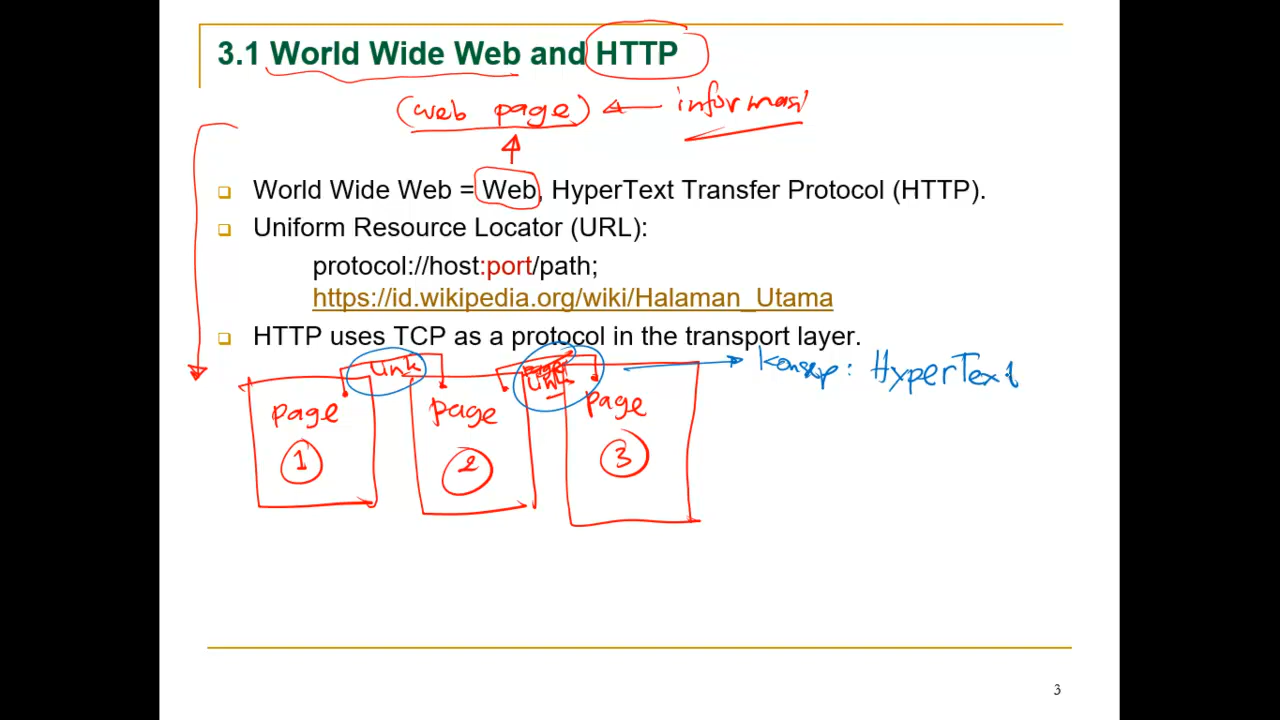 3.1 World Wide Web and HTTP
(web page) ← informasi
World Wide Web = Web, HyperText Transfer Protocol (HTTP).
Uniform Resource Locator (URL):
protocol://host:port/path;
https://id.wikipedia.org/wiki/Halaman_Utama
HTTP uses TCP as a protocol in the transport layer.
Link Link → Konsep : HyperText
page page page
1 2 3
3